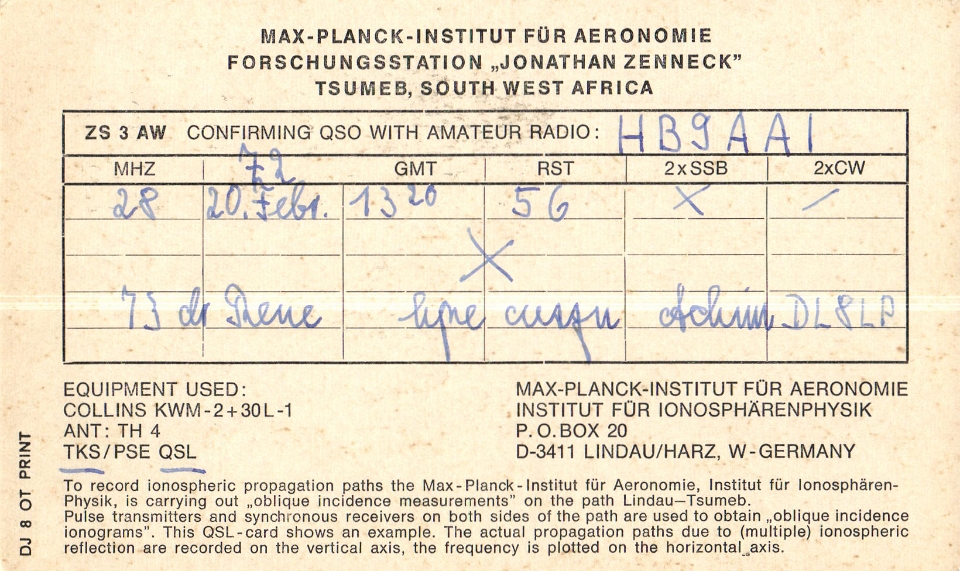 MAX-PLANCK-INSTITUT FÜR AERONOMIE
FORSCHUNGSSTATION „JONATHAN ZENNECK”
TSUMEB, SOUTH WEST AFRICA
ZS 3 AW CONFIRMING QSO WITH AMATEUR RADIO: HB9AAI
MHZ 72 GMT RST 2xSSB 2xCW
28 20. Febr. 13 20 56 X –
X
73 dr Rene hpe cuagn Achim DL8LP
EQUIPMENT USED:
COLLINS KWM-2+30L-1
ANT: TH 4
TKS/PSE QSL
MAX-PLANCK-INSTITUT FÜR AERONOMIE
INSTITUT FÜR IONOSPHÄRENPHYSIK
P.O.BOX 20
D-3411 LINDAU/HARZ, W-GERMANY
To record ionospheric propagation paths the Max-Planck-Institut für Aeronomie, Institut für Ionosphären-
Physik, is carrying out „oblique incidence measurements” on the path Lindau–Tsumeb.
Pulse transmitters and synchronous receivers on both sides of the path are used to obtain „oblique incidence
ionograms”. This QSL-card shows an example. The actual propagation paths due to (multiple) ionospheric
reflection are recorded on the vertical axis, the frequency is plotted on the horizontal axis.
DJ 8 OT PRINT